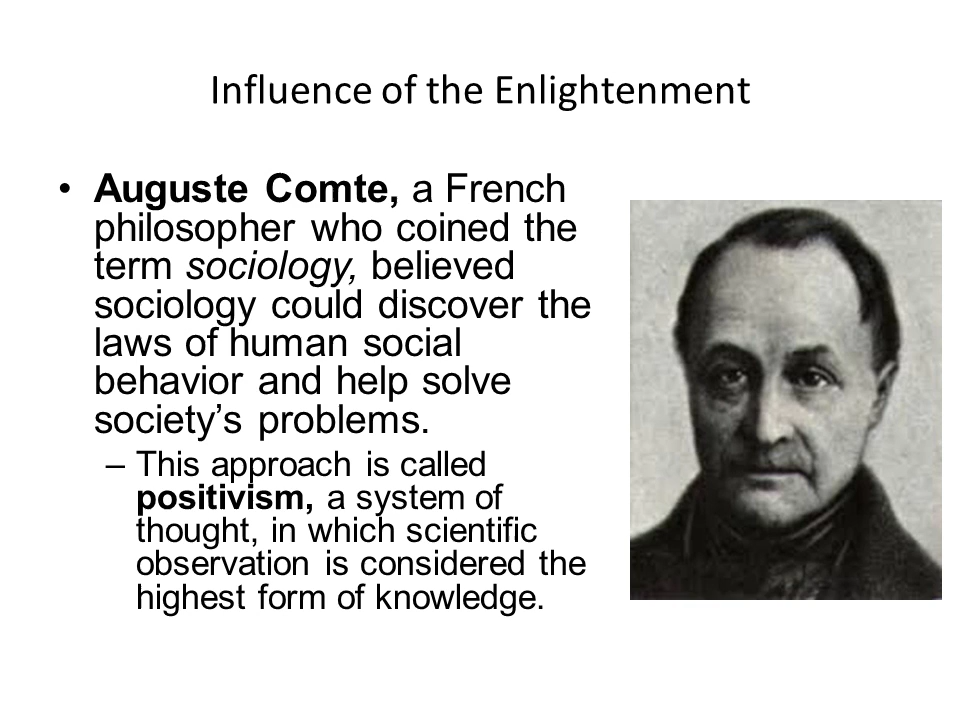 Influence of the Enlightenment
• Auguste Comte, a French
philosopher who coined the
term sociology, believed
sociology could discover the
laws of human social
behavior and help solve
society’s problems.
– This approach is called
positivism, a system of
thought, in which scientific
observation is considered the
highest form of knowledge.